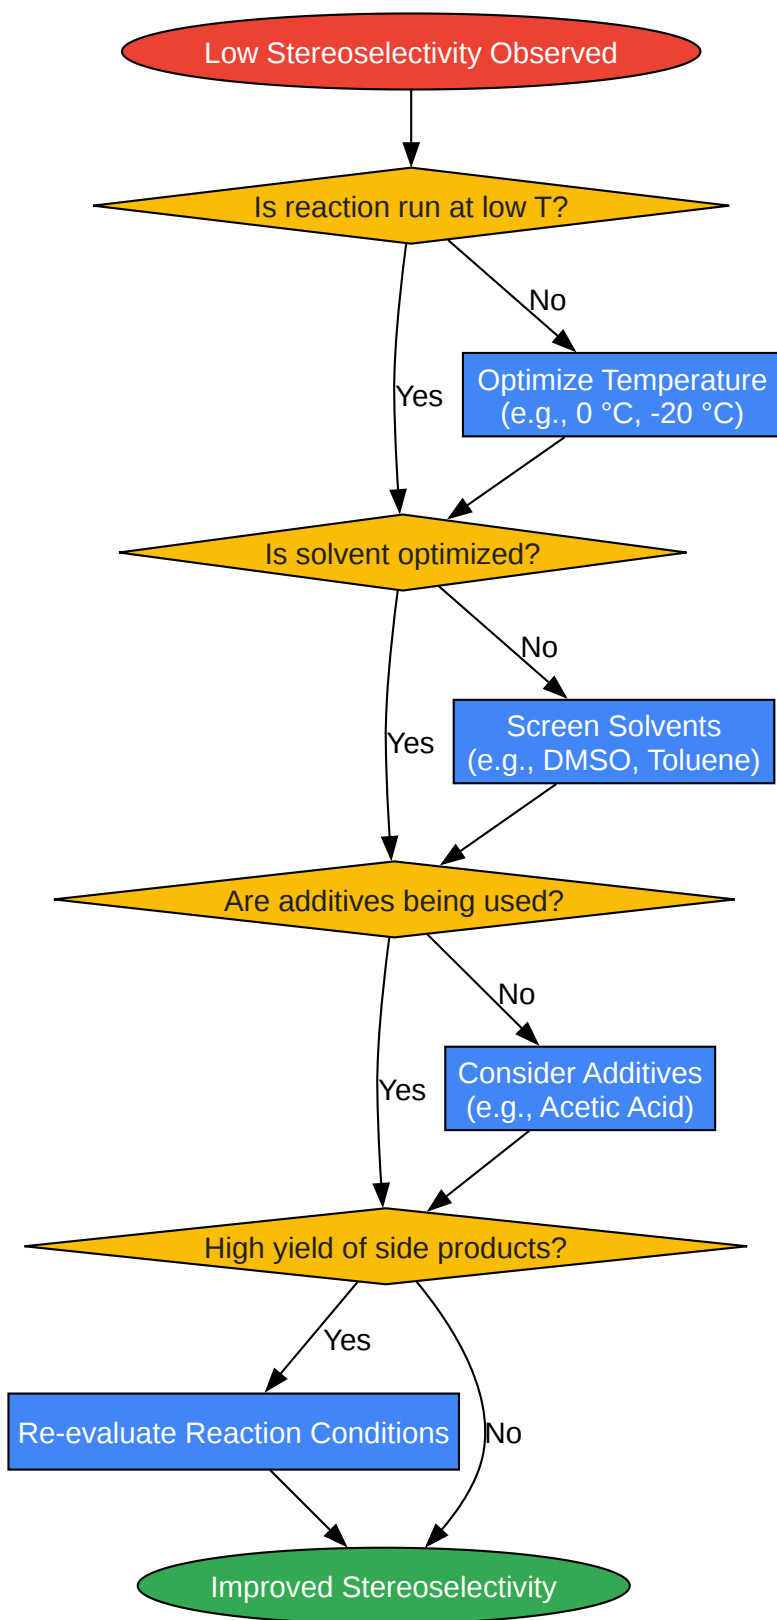 Low Stereoselectivity Observed
Is reaction run at low T?
No
Optimize Temperature
(e.g., 0 °C, -20 °C)
Yes
Is solvent optimized?
No
Screen Solvents
(e.g., DMSO, Toluene)
Yes
Are additives being used?
No
Consider Additives
(e.g., Acetic Acid)
Yes
High yield of side products?
Yes
Re-evaluate Reaction Conditions
No
Improved Stereoselectivity